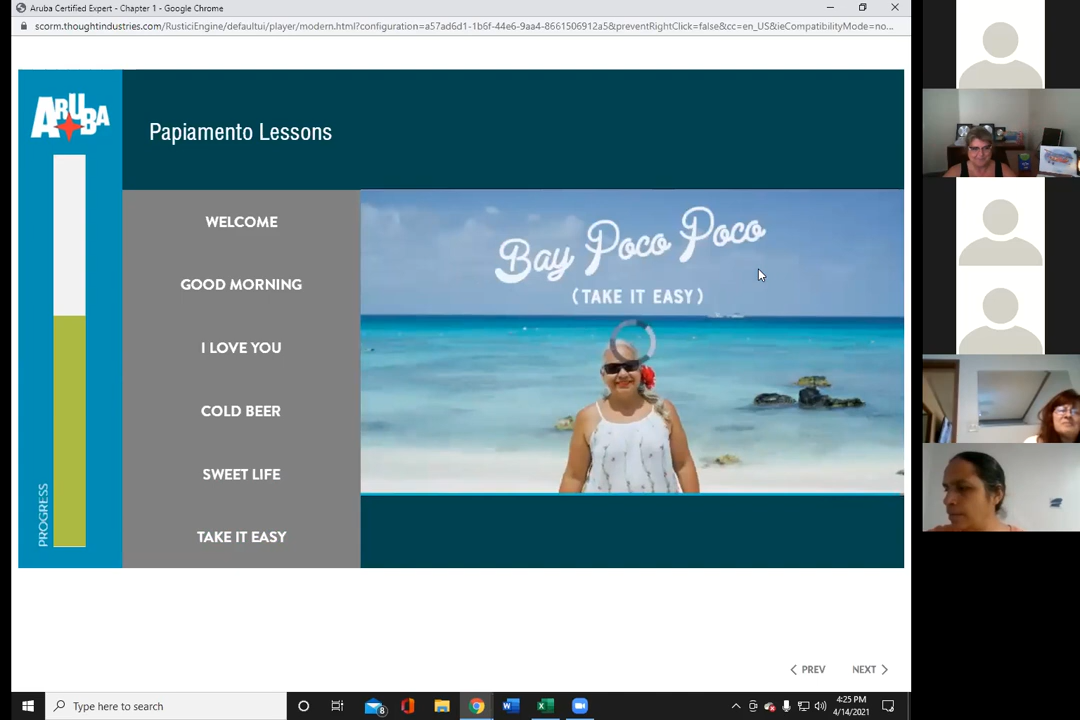 Aruba Certified Expert - Chapter 1 - Google Chrome
scorm.thoughtindustries.com/RusticiEngine/defaultui/player/modern.html?configuration=a57ad6d1-1b6f-44e6-9aa4-8661506912a5&preventRightClick=false&cc=en_US&ieCompatibilityMode=no...
ARUBA
Papiamento Lessons
WELCOME
GOOD MORNING
I LOVE YOU
COLD BEER
SWEET LIFE
TAKE IT EASY
Bay Poco Poco
(TAKE IT EASY)
PROGRESS
PREV
NEXT
Type here to search
8
4:25 PM
4/14/2021